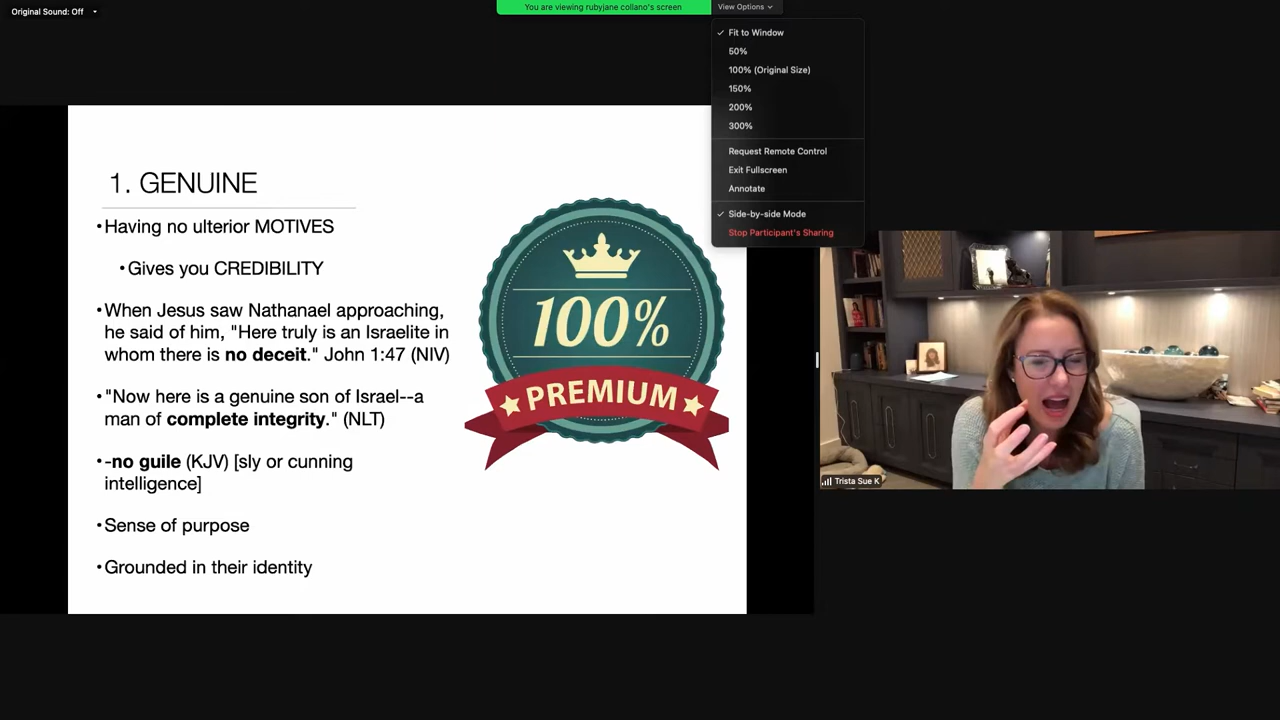 Original Sound: Off
You are viewing rubyjane collano's screen
View Options
Fit to Window
50%
100% (Original Size)
150%
200%
300%
Request Remote Control
Exit Fullscreen
Annotate
Side-by-side Mode
Stop Participant's Sharing
1. GENUINE
•Having no ulterior MOTIVES
•Gives you CREDIBILITY
•When Jesus saw Nathanael approaching,
he said of him, "Here truly is an Israelite in
whom there is no deceit." John 1:47 (NIV)
•"Now here is a genuine son of Israel--a
man of complete integrity." (NLT)
•-no guile (KJV) [sly or cunning
intelligence]
•Sense of purpose
•Grounded in their identity
100%
PREMIUM
Trista Sue K